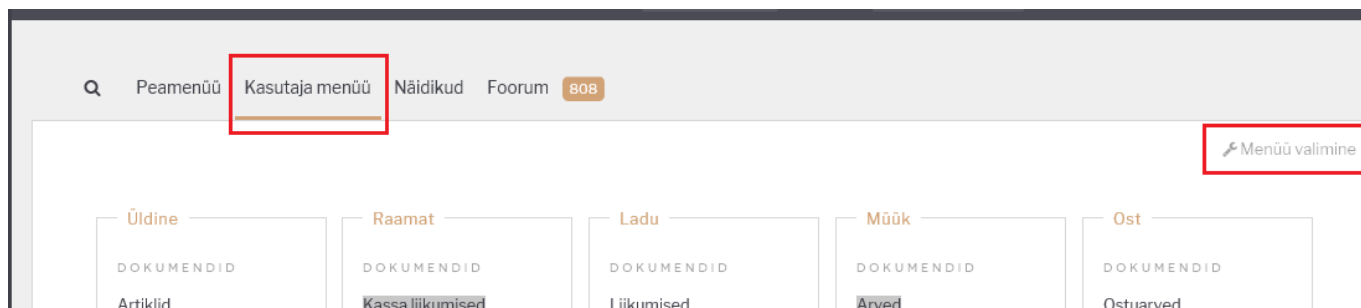 Peamenüü Kasutaja menüü Näidikud Foorum 808
Menüü valimine
Üldine Raamat Ladu Müük Ost
DOKUMENDID DOKUMENDID DOKUMENDID DOKUMENDID DOKUMENDID
Artiklid Kassa liikumised Liikumised Arved Ostuarved